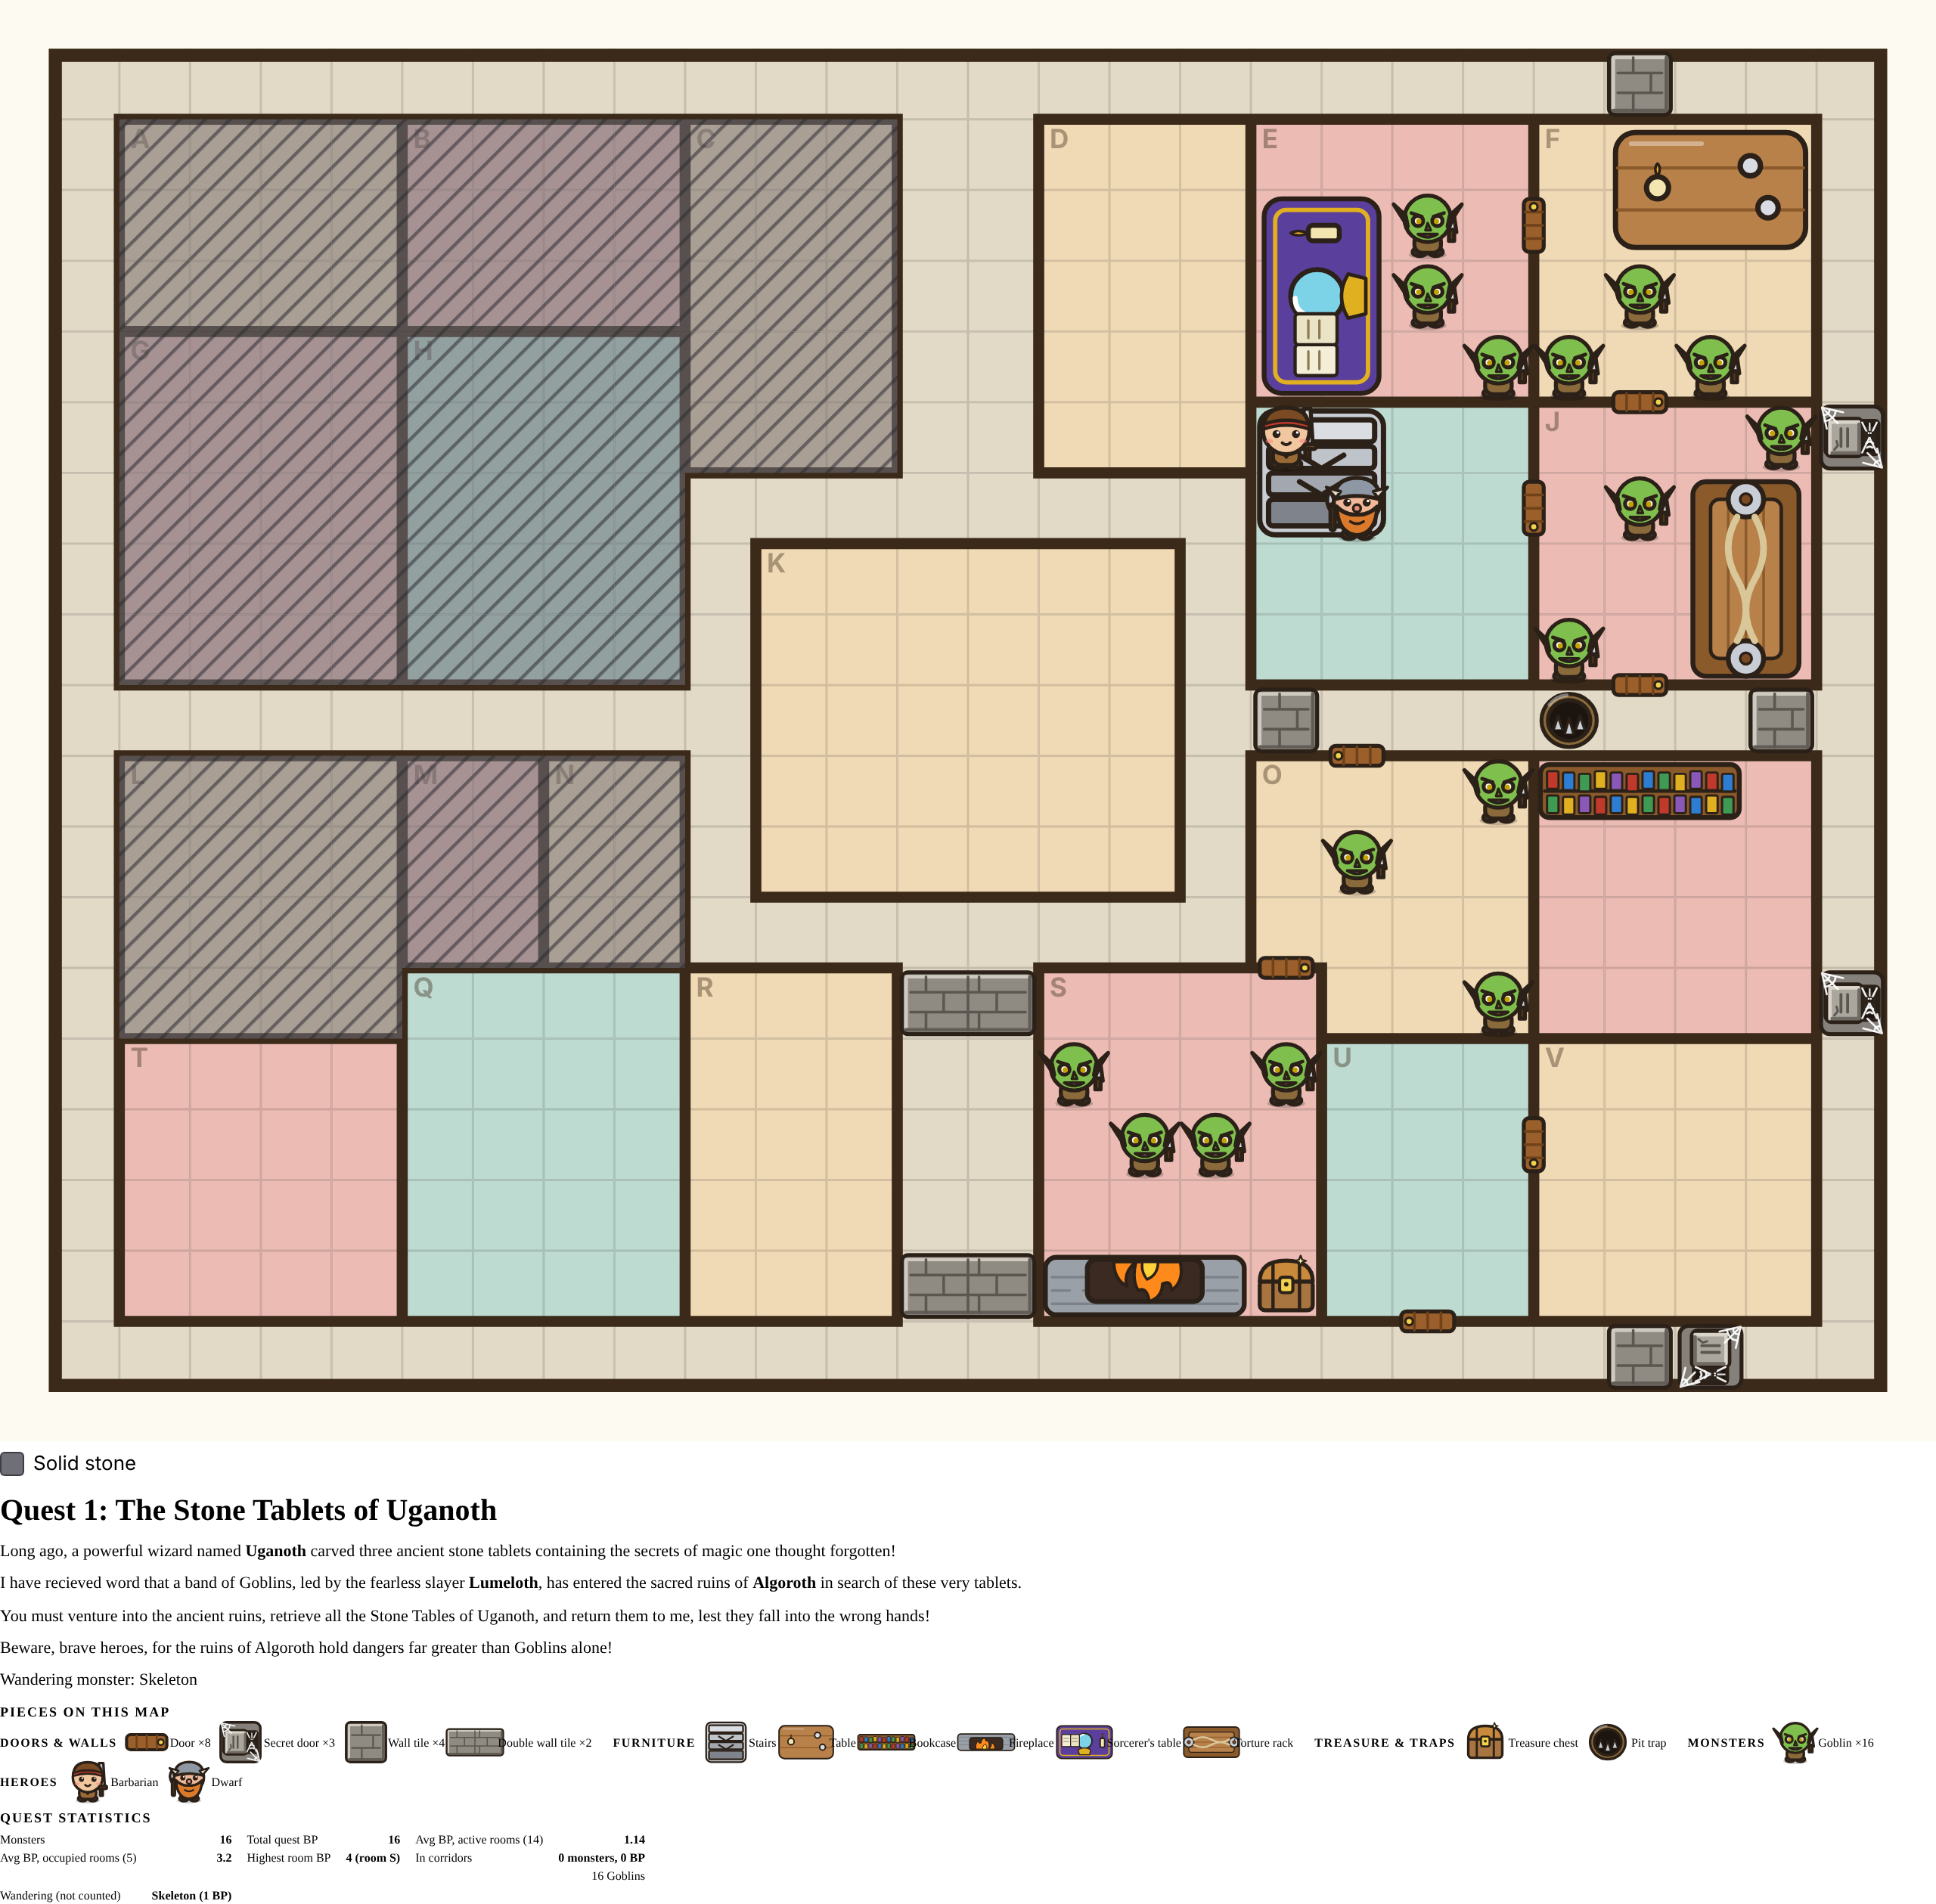 A B C D E F
G H J
K
L M N O
Q R S
T U V
Solid stone
Quest 1: The Stone Tablets of Uganoth
Long ago, a powerful wizard named Uganoth carved three ancient stone tablets containing the secrets of magic one thought forgotten!
I have recieved word that a band of Goblins, led by the fearless slayer Lumeloth, has entered the sacred ruins of Algoroth in search of these very tablets.
You must venture into the ancient ruins, retrieve all the Stone Tables of Uganoth, and return them to me, lest they fall into the wrong hands!
Beware, brave heroes, for the ruins of Algoroth hold dangers far greater than Goblins alone!
Wandering monster: Skeleton
PIECES ON THIS MAP
DOORS & WALLS Door ×8 Secret door ×3 Wall tile ×4 Double wall tile ×2 FURNITURE Stairs Table Bookcase Fireplace Sorcerer's table Torture rack TREASURE & TRAPS Treasure chest Pit trap MONSTERS Goblin ×16
HEROES Barbarian Dwarf
QUEST STATISTICS
Monsters 16 Total quest BP 16 Avg BP, active rooms (14) 1.14
Avg BP, occupied rooms (5) 3.2 Highest room BP 4 (room S) In corridors 0 monsters, 0 BP
16 Goblins
Wandering (not counted) Skeleton (1 BP)